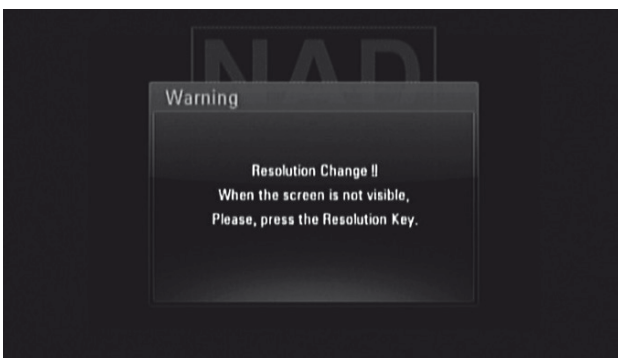 NAD
Warning
Resolution Change !!
When the screen is not visible,
Please, press the Resolution Key.